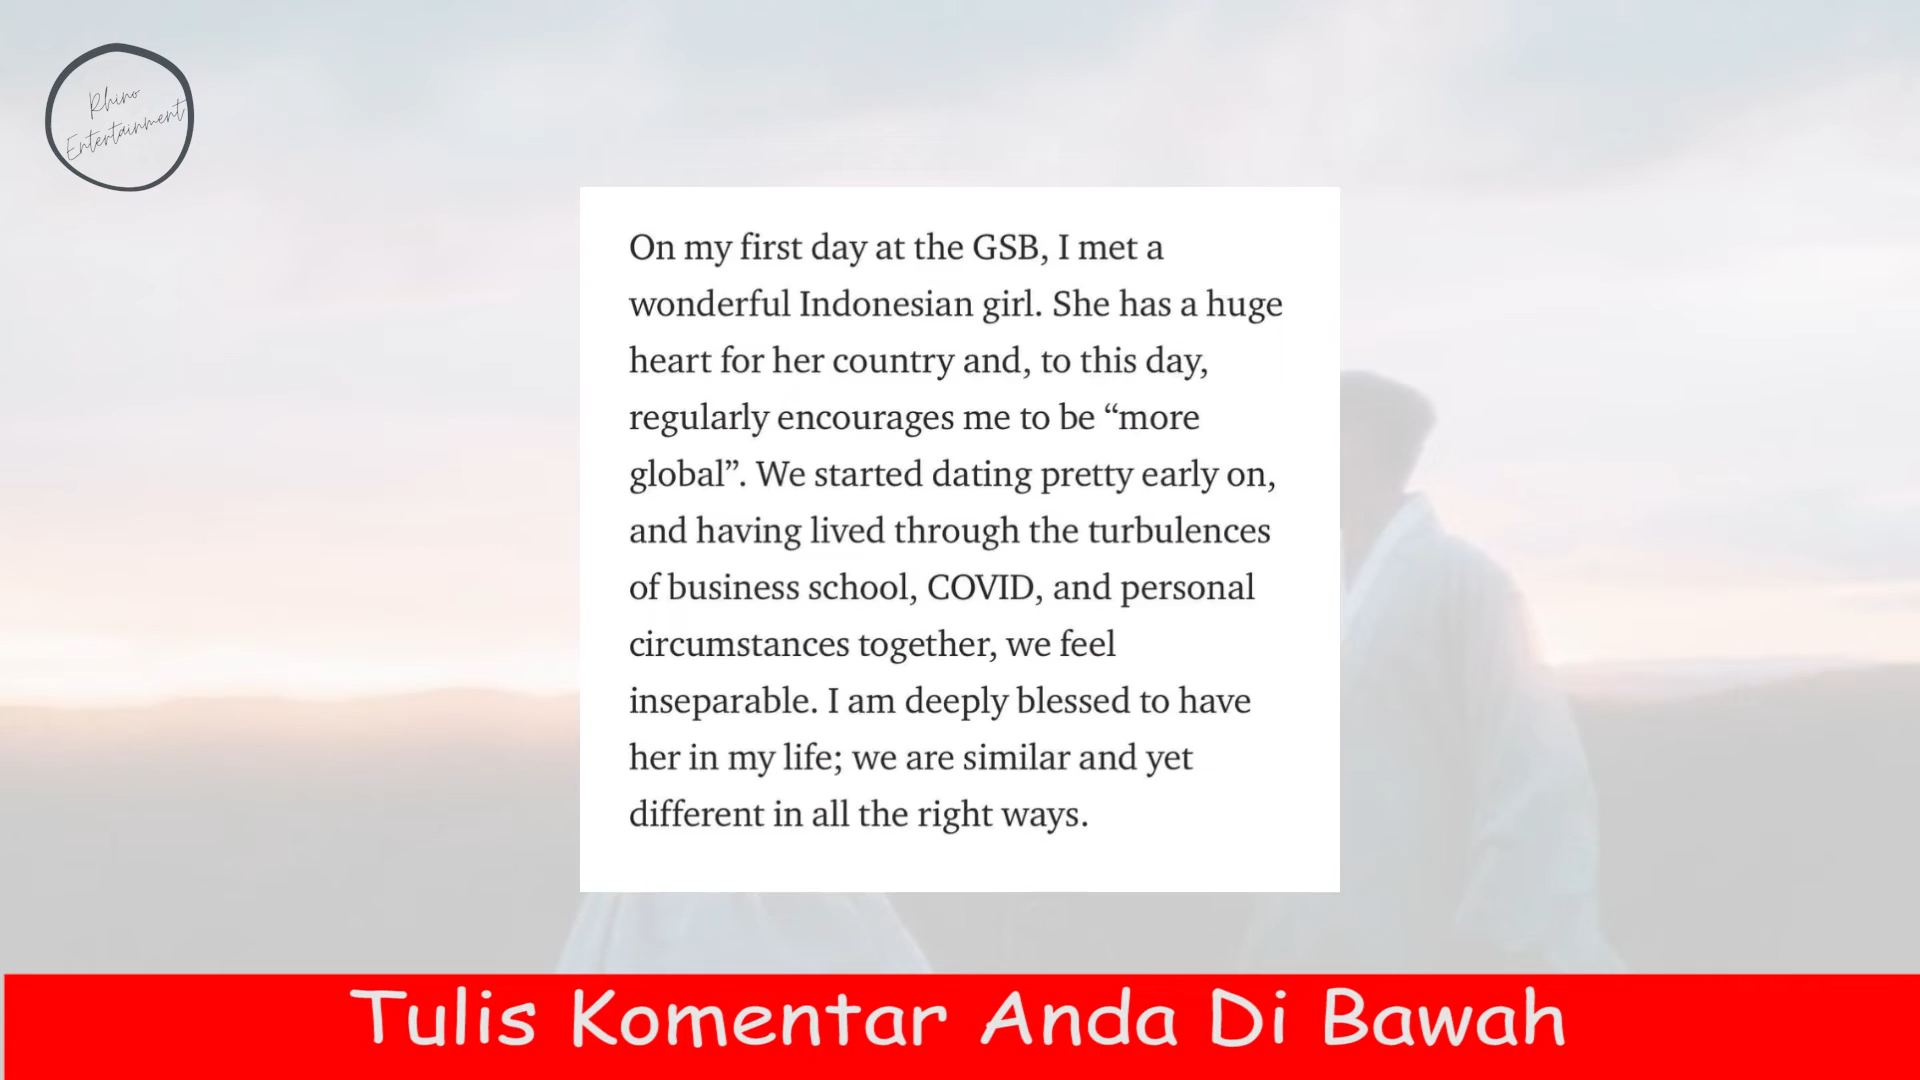 Rhino
Entertainment
On my first day at the GSB, I met a
wonderful Indonesian girl. She has a huge
heart for her country and, to this day,
regularly encourages me to be “more
global”. We started dating pretty early on,
and having lived through the turbulences
of business school, COVID, and personal
circumstances together, we feel
inseparable. I am deeply blessed to have
her in my life; we are similar and yet
different in all the right ways.
Tulis Komentar Anda Di Bawah